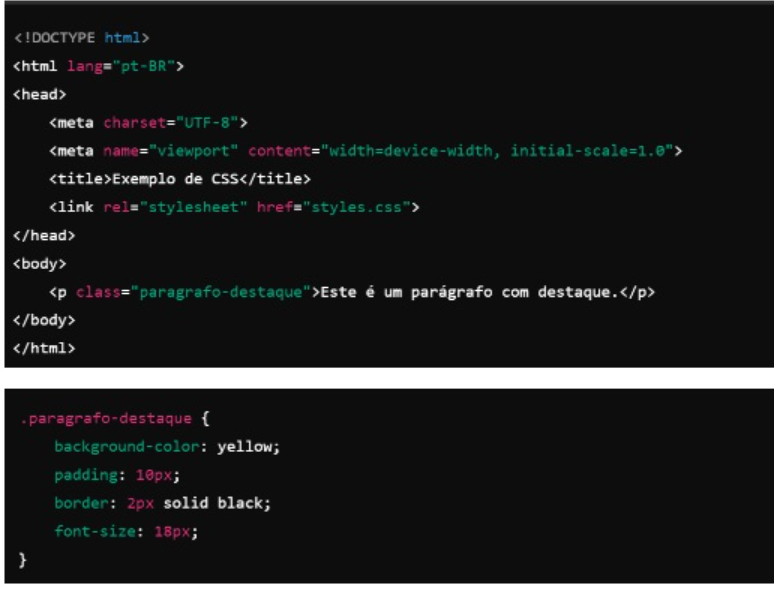 <!DOCTYPE html>
<html lang="pt-BR">
<head>
    <meta charset="UTF-8">
    <meta name="viewport" content="width=device-width, initial-scale=1.0">
    <title>Exemplo de CSS</title>
    <link rel="stylesheet" href="styles.css">
</head>
<body>
    <p class="paragrafo-destaque">Este é um parágrafo com destaque.</p>
</body>
</html>
.paragrafo-destaque {
    background-color: yellow;
    padding: 10px;
    border: 2px solid black;
    font-size: 18px;
}